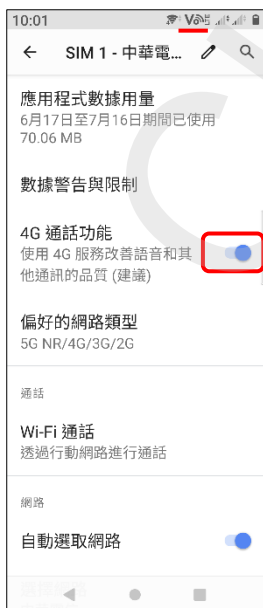 10:01
SIM 1 - 中華電...
應用程式數據用量
6月17日至7月16日期間已使用
70.06 MB
數據警告與限制
4G 通話功能
使用 4G 服務改善語音和其
他通訊的品質 (建議)
偏好的網路類型
5G NR/4G/3G/2G
通話
Wi-Fi 通話
透過行動網路進行通話
網路
自動選取網路